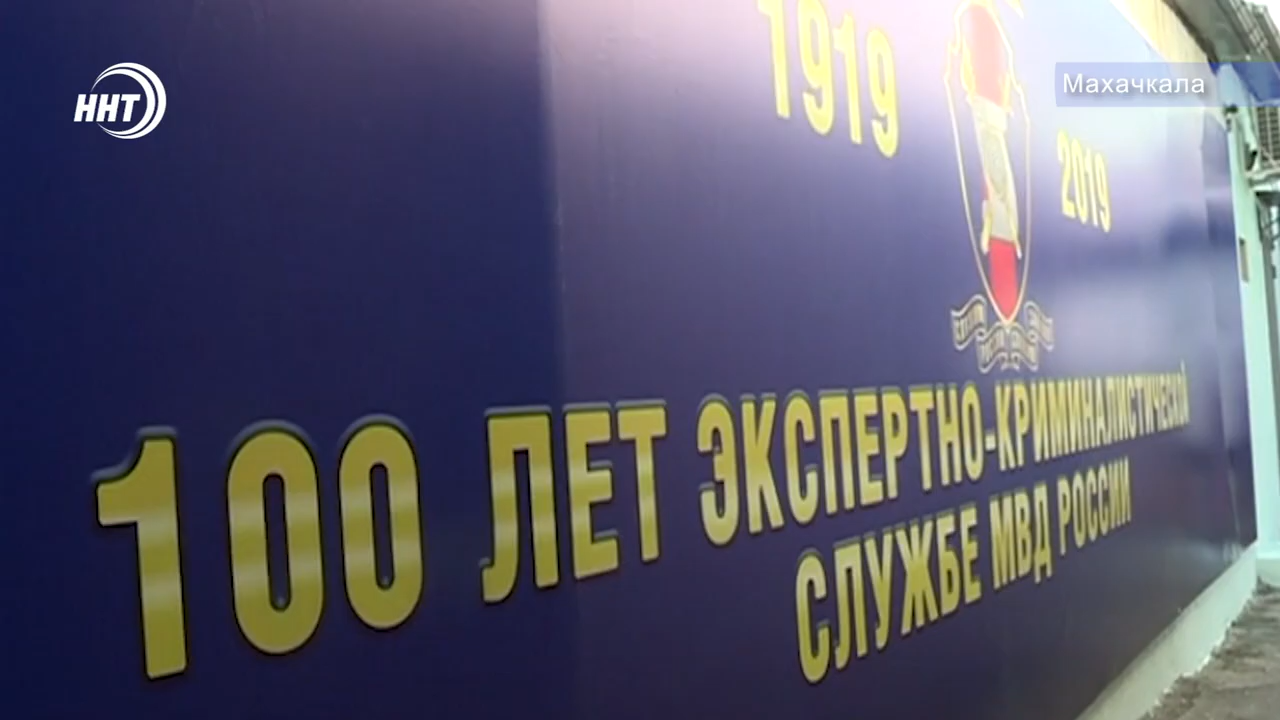 ННТ
Махачкала
1919
2019
100 ЛЕТ ЭКСПЕРТНО-КРИМИНАЛИСТИЧЕСКОЙ
СЛУЖБЕ МВД РОССИИ